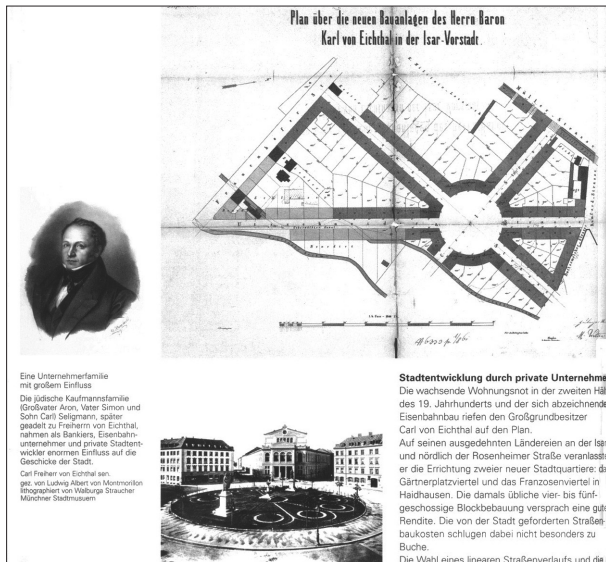 Plan über die neuen Bauanlagen des Herrn Baron
Karl von Eichthal in der Isar-Vorstadt.
Eine Unternehmerfamilie
mit großem Einfluss
Die jüdische Kaufmannsfamilie
(Großvater Aron, Vater Simon und
Sohn Carl) Seligmann, später
geadelt zu Freiherrn von Eichthal,
nahmen als Bankiers, Eisenbahn-
unternehmer und private Stadtent-
wickler enormen Einfluss auf die
Geschicke der Stadt.
Carl Freiherr von Eichthal sen.
gez. von Ludwig Albert von Montmorillon
lithographiert von Walburga Straucher
Münchner Stadtmusuem
Stadtentwicklung durch private Unternehme
Die wachsende Wohnungsnot in der zweiten Häl
des 19. Jahrhunderts und der sich abzeichnende
Eisenbahnbau riefen den Großgrundbesitzer
Carl von Eichthal auf den Plan.
Auf seinen ausgedehnten Ländereien an der Isar
und nördlich der Rosenheimer Straße veranlasste
er die Errichtung zweier neuer Stadtquartiere: da
Gärtnerplatzviertel und das Franzosenviertel in
Haidhausen. Die damals übliche vier- bis fünf-
geschossige Blockbebauung versprach eine gute
Rendite. Die von der Stadt geforderten Straßen-
baukosten schlugen dabei nicht besonders zu
Buche.
Die Wahl eines linearen Straßenverlaufs und die